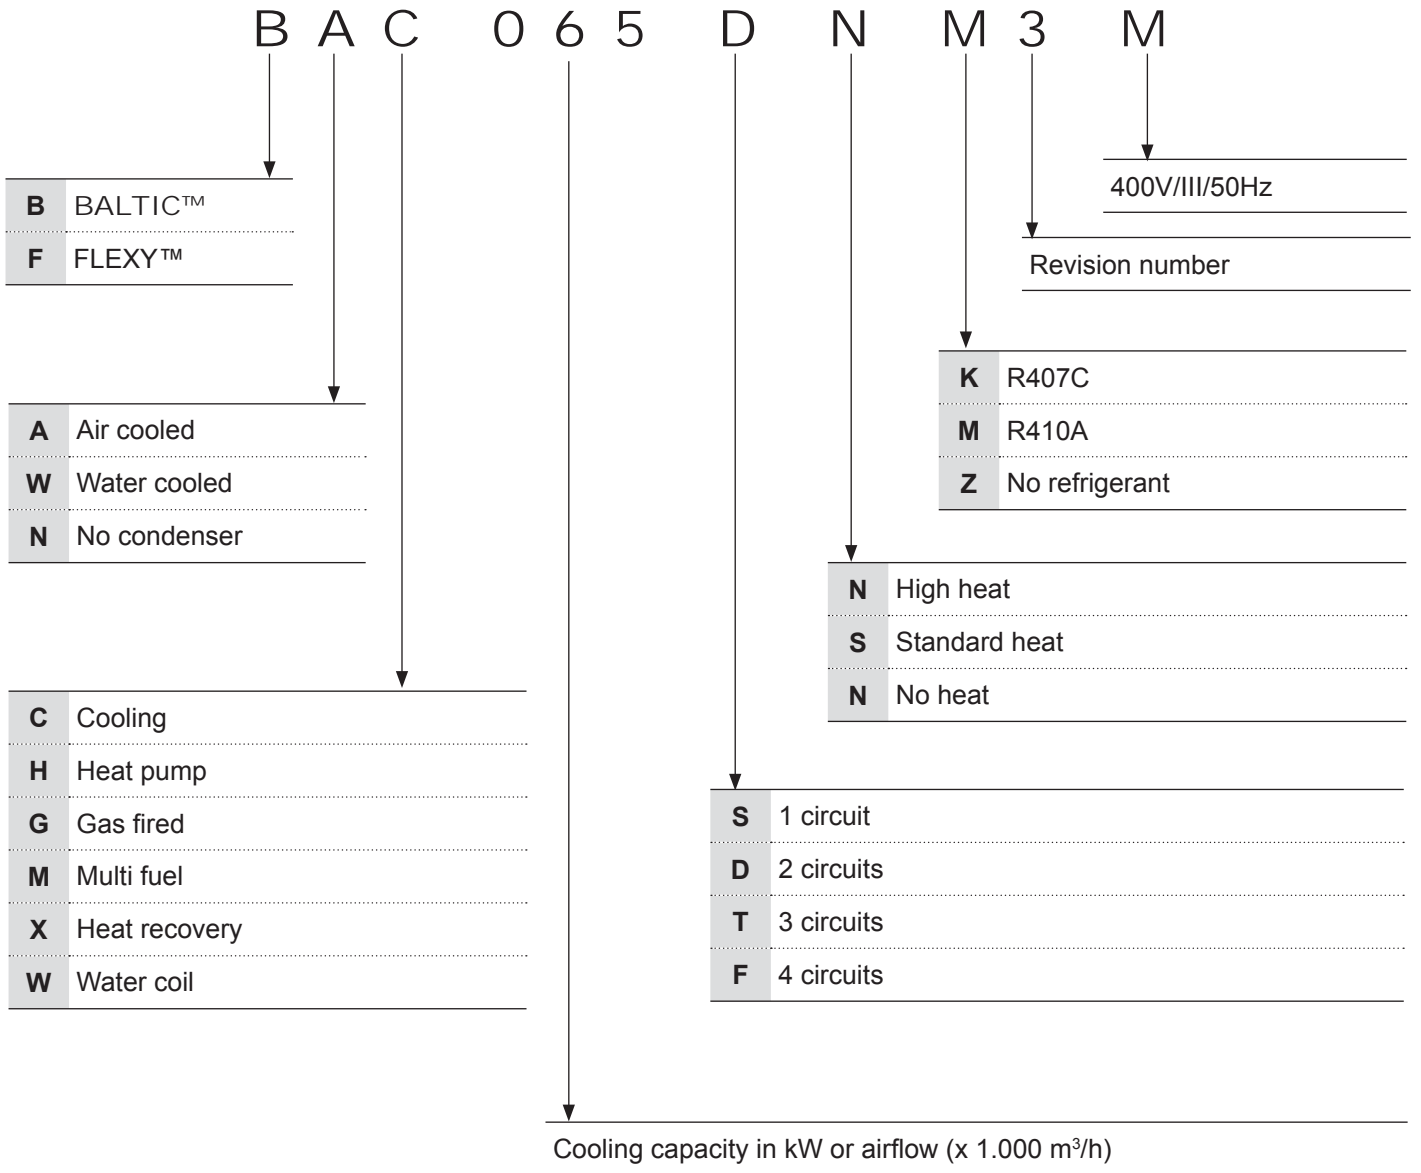 B A C 0 6 5 D N M 3 M
B BALTIC™
F FLEXY™
400V/III/50Hz
Revision number
K R407C
M R410A
Z No refrigerant
A Air cooled
W Water cooled
N No condenser
N High heat
S Standard heat
N No heat
C Cooling
H Heat pump
G Gas fired
M Multi fuel
X Heat recovery
W Water coil
S 1 circuit
D 2 circuits
T 3 circuits
F 4 circuits
Cooling capacity in kW or airflow (x 1.000 m³/h)